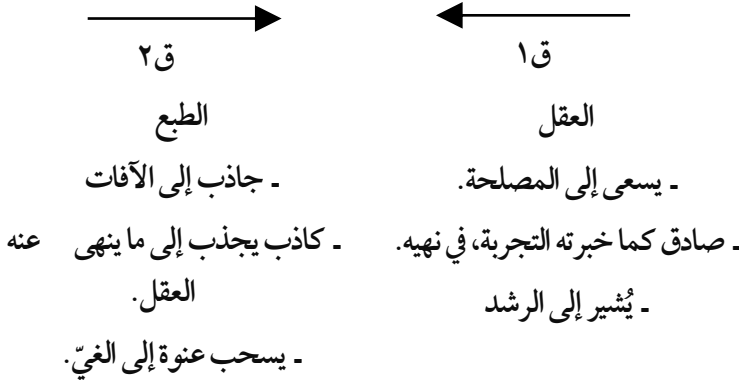 ق١
العقل
ـ يسعى إلى المصلحة.
ـ صادق كما خبرته التجربة، في نهيه.
ـ يُشير إلى الرشد
ق٢
الطبع
ـ جاذب إلى الآفات
ـ كاذب يجذب إلى ما ينهى عنه
العقل.
ـ يسحب عنوة إلى الغيّ.